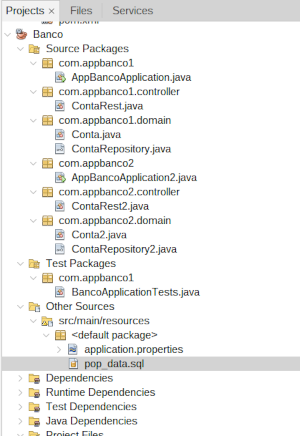 Projects × Files Services
pom.xml
Banco
Source Packages
com.appbanco1
AppBancoApplication.java
com.appbanco1.controller
ContaRest.java
com.appbanco1.domain
Conta.java
ContaRepository.java
com.appbanco2
AppBancoApplication2.java
com.appbanco2.controller
ContaRest2.java
com.appbanco2.domain
Conta2.java
ContaRepository2.java
Test Packages
com.appbanco1
BancoApplicationTests.java
Other Sources
src/main/resources
<default package>
application.properties
pop_data.sql
Dependencies
Runtime Dependencies
Test Dependencies
Java Dependencies
Project Files